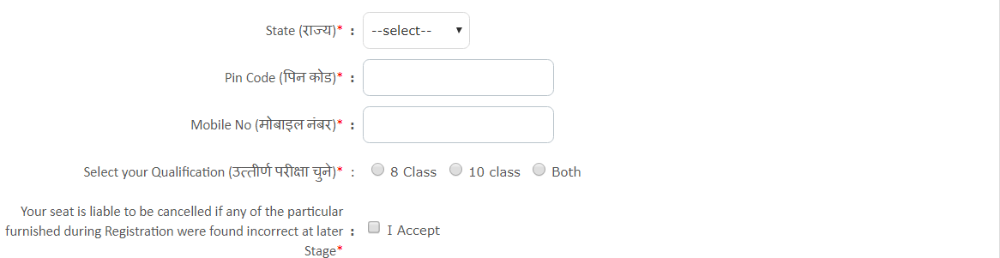 State (राज्य)* : --select--
Pin Code (पिन कोड)* :
Mobile No (मोबाइल नंबर)* :
Select your Qualification (उत्तीर्ण परीक्षा चुने)* : 8 Class 10 class Both
Your seat is liable to be cancelled if any of the particular
furnished during Registration were found incorrect at later : I Accept
Stage*